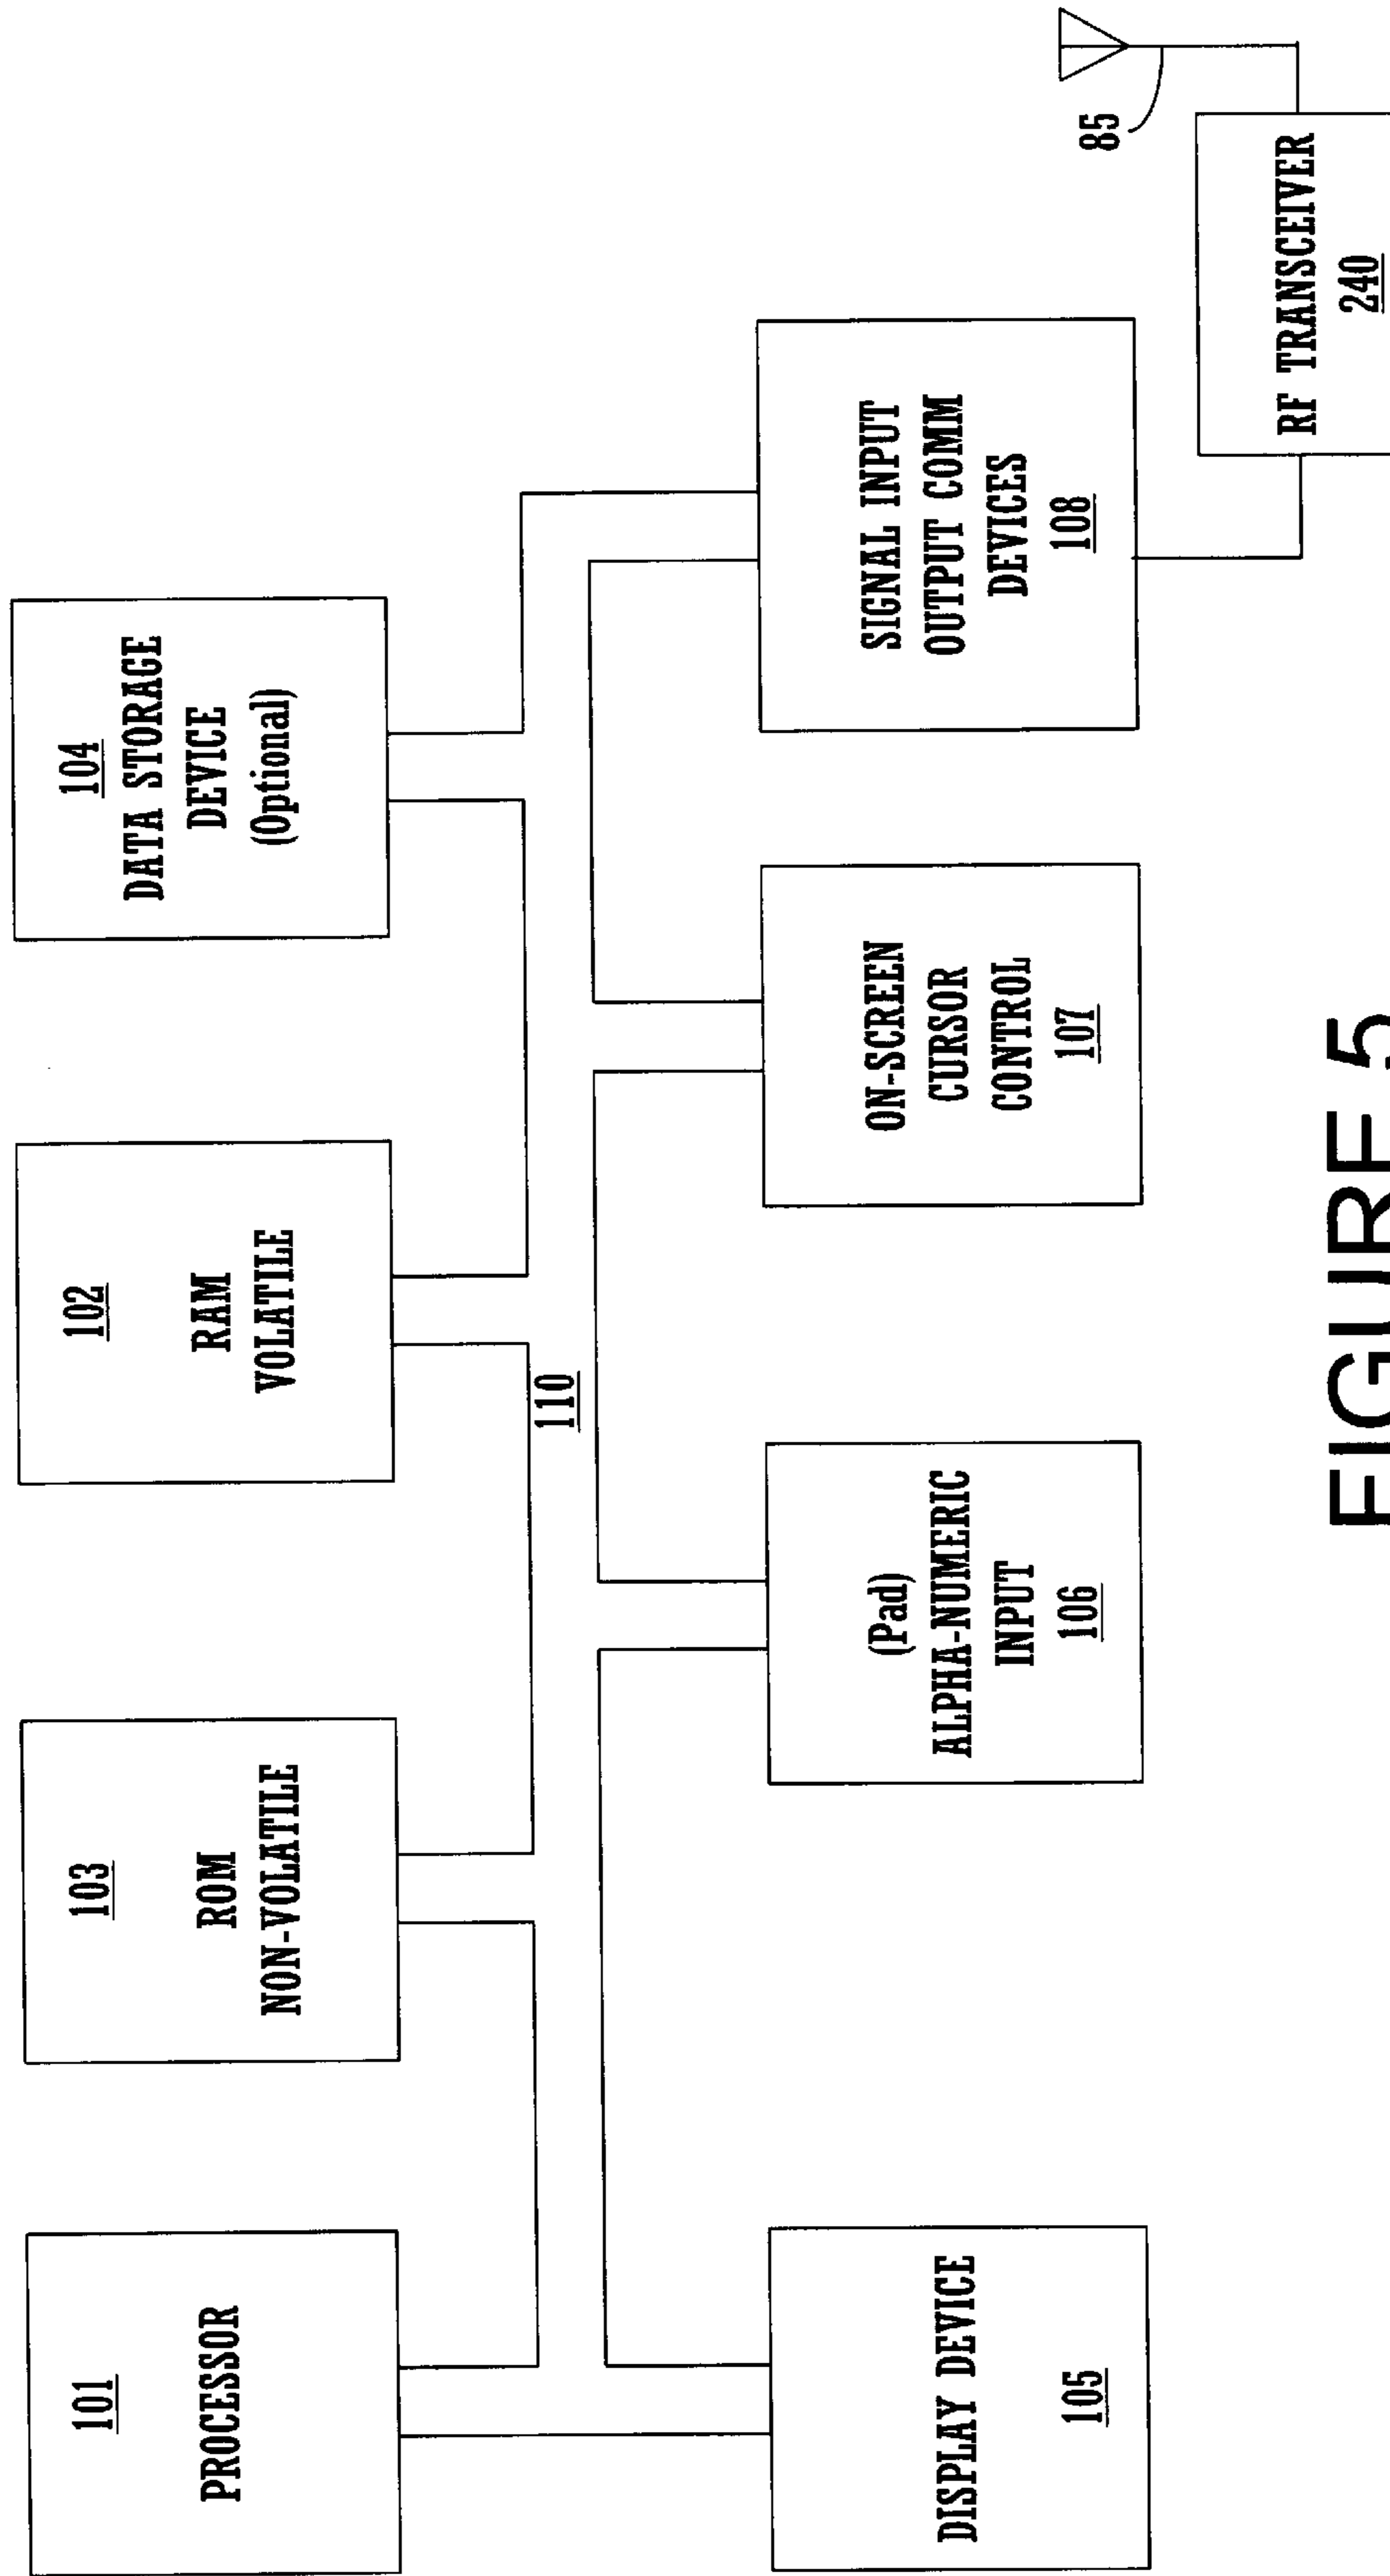 101
PROCESSOR
103
ROM
NON-VOLATILE
102
RAM
VOLATILE
104
DATA STORAGE
DEVICE
(Optional)
110
DISPLAY DEVICE
105
(Pad)
ALPHA-NUMERIC
INPUT
106
ON-SCREEN
CURSOR
CONTROL
107
SIGNAL INPUT
OUTPUT COMM
DEVICES
108
85
RF TRANSCEIVER
240
FIGURE 5